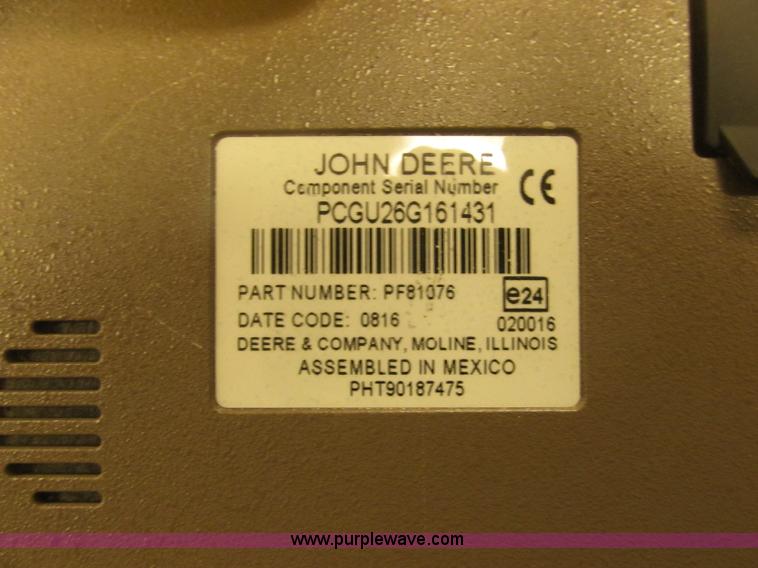 JOHN DEERE
Component Serial Number
CE
PCGU26G161431
PART NUMBER: PF81076
e24
DATE CODE: 0816
020016
DEERE & COMPANY, MOLINE, ILLINOIS
ASSEMBLED IN MEXICO
PHT90187475
www.purplewave.com